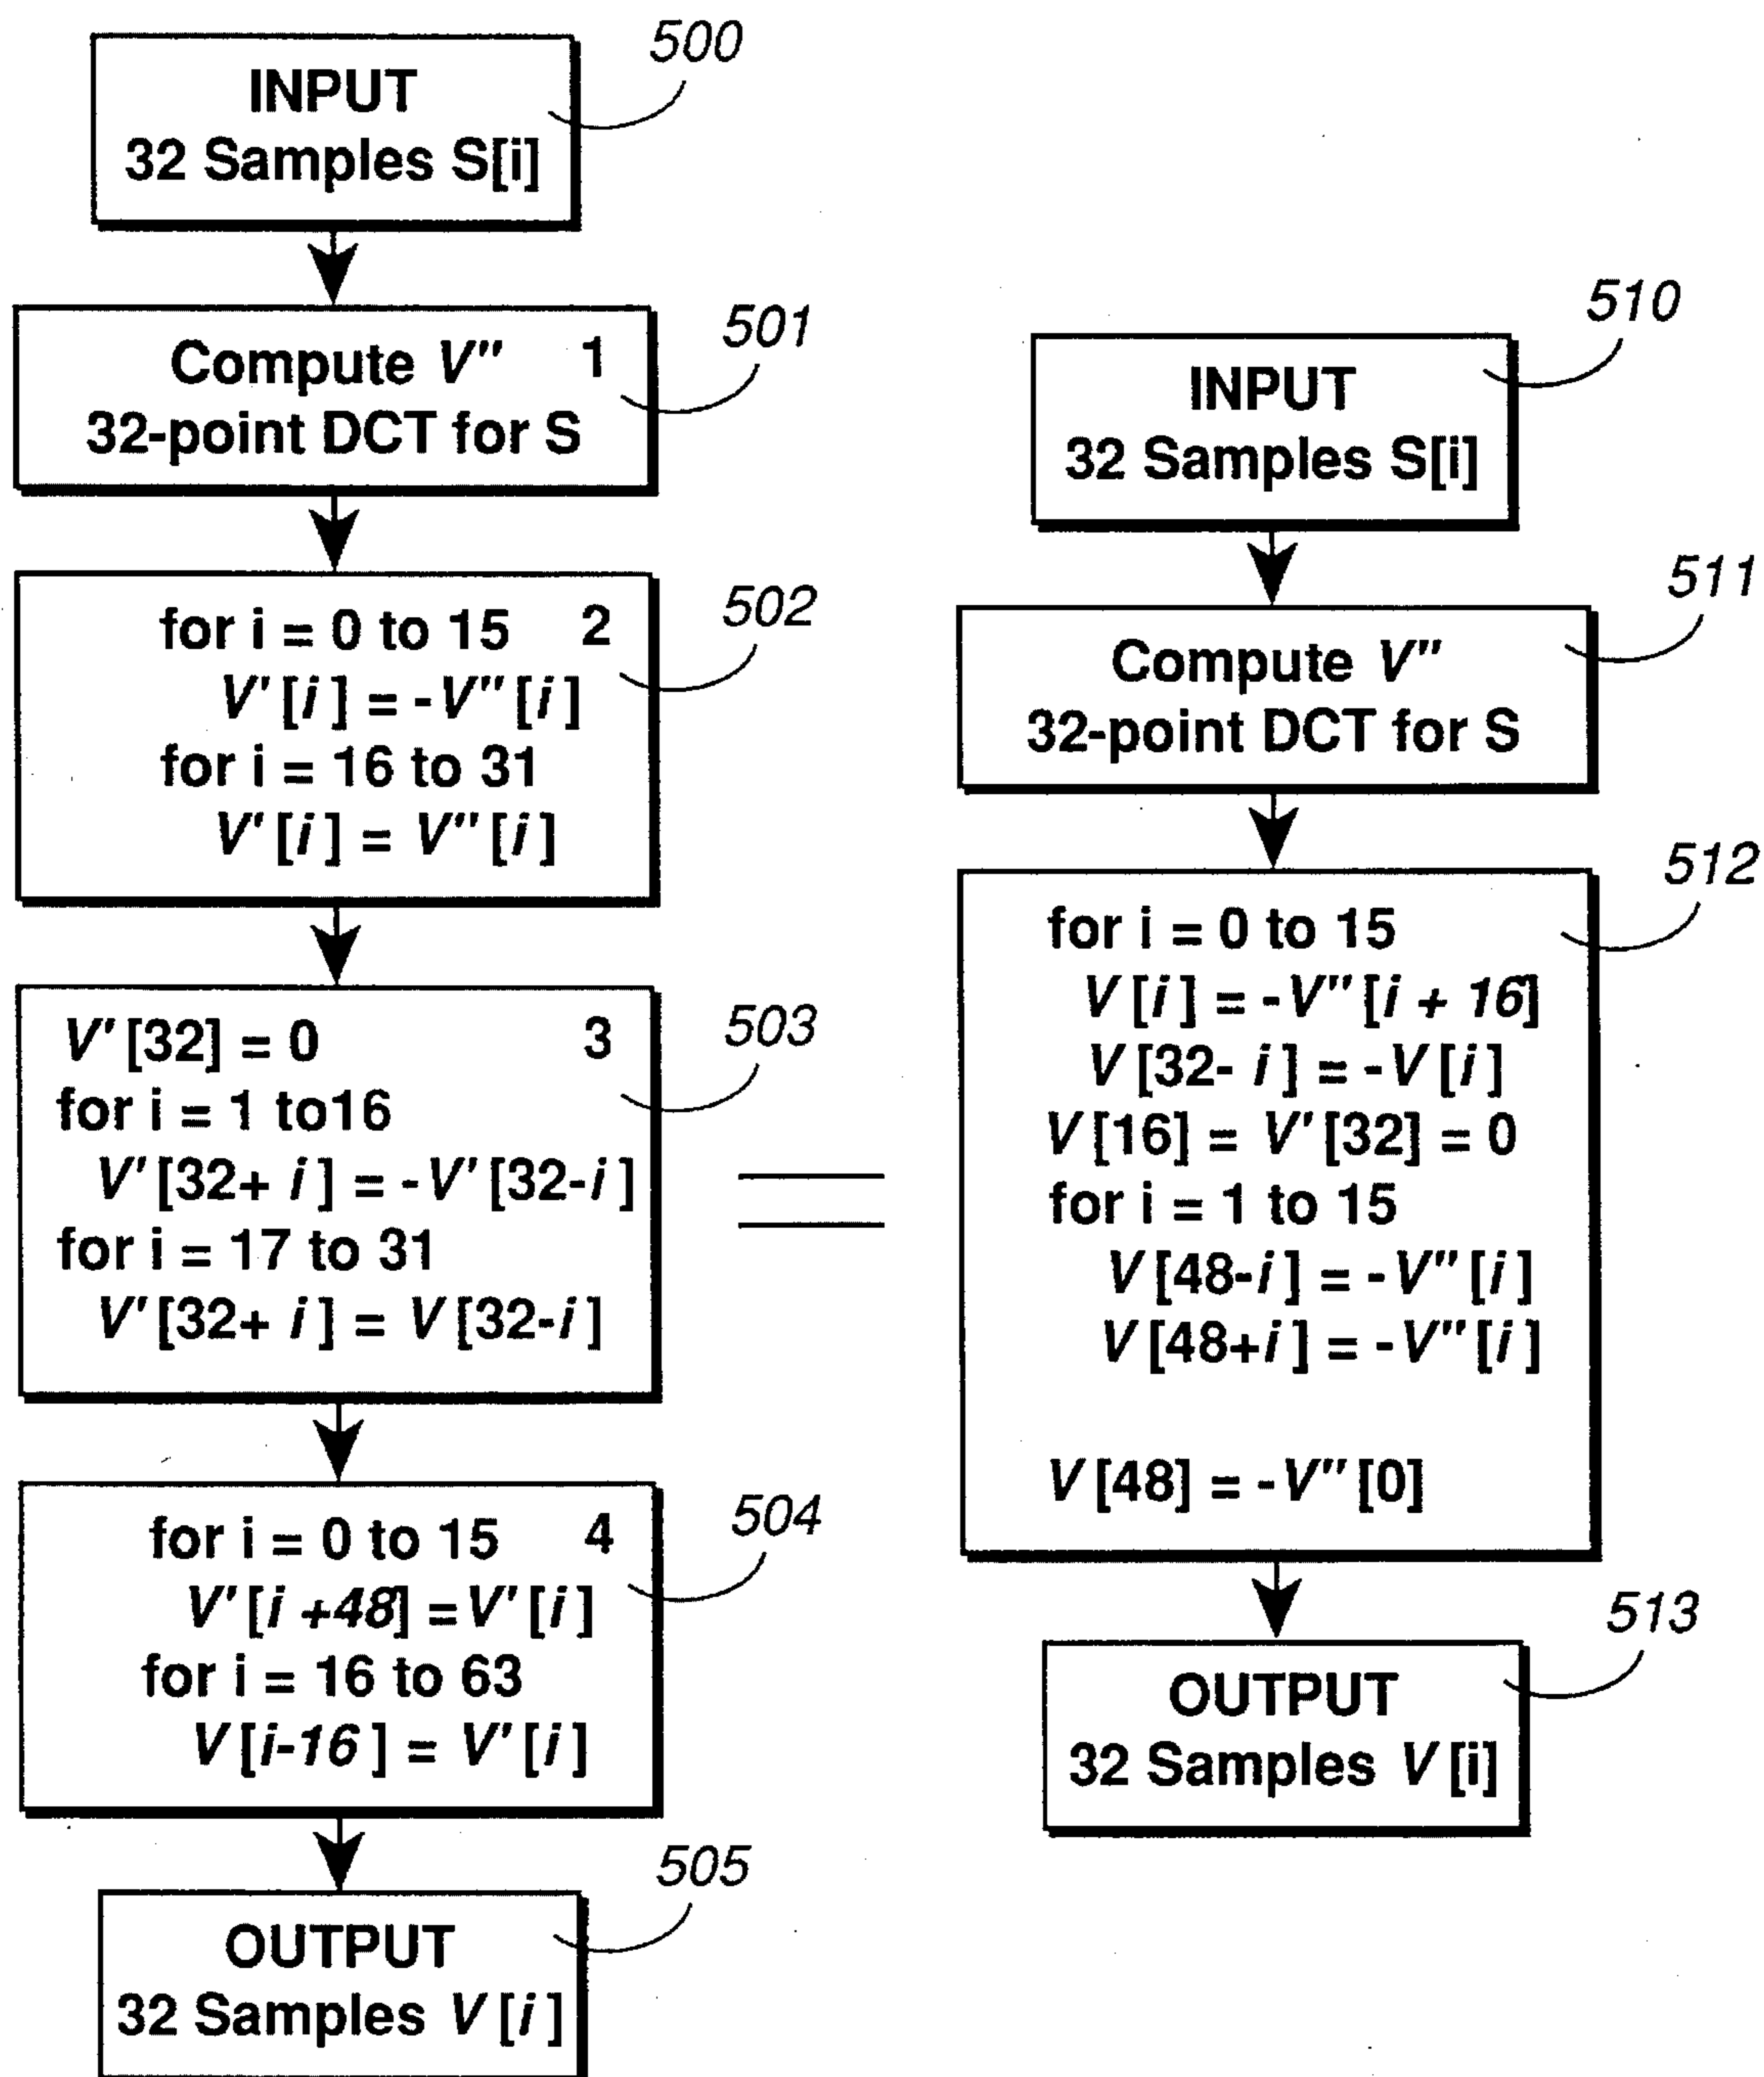 500
INPUT
32 Samples S[i]
501
Compute V" 1
32-point DCT for S
502
for i = 0 to 15 2
V'[i] = -V"[i]
for i = 16 to 31
V'[i] = V"[i]
503
V'[32] = 0 3
for i = 1 to16
V'[32+ i] = -V'[32-i]
for i = 17 to 31
V'[32+ i] = V[32-i]
504
for i = 0 to 15 4
V'[i +48] =V'[i]
for i = 16 to 63
V[i-16] = V'[i]
505
OUTPUT
32 Samples V[i]
=
510
INPUT
32 Samples S[i]
511
Compute V"
32-point DCT for S
512
for i = 0 to 15
V[i] = -V"[i + 16]
V[32- i] = -V[i]
V[16] = V'[32] = 0
for i = 1 to 15
V[48-i] = -V"[i]
V[48+i] = -V"[i]
V[48] = -V"[0]
513
OUTPUT
32 Samples V[i]